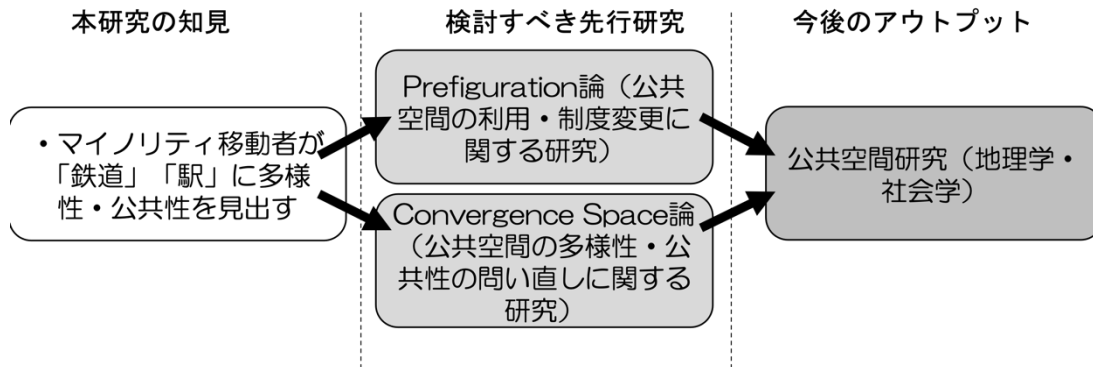 本研究の知見
検討すべき先行研究
今後のアウトプット
・マイノリティ移動者が
「鉄道」「駅」に多様
性・公共性を見出す
Prefiguration論（公共
空間の利用・制度変更に
関する研究）
Convergence Space論
（公共空間の多様性・公
共性の問い直しに関する
研究）
公共空間研究（地理学・
社会学）